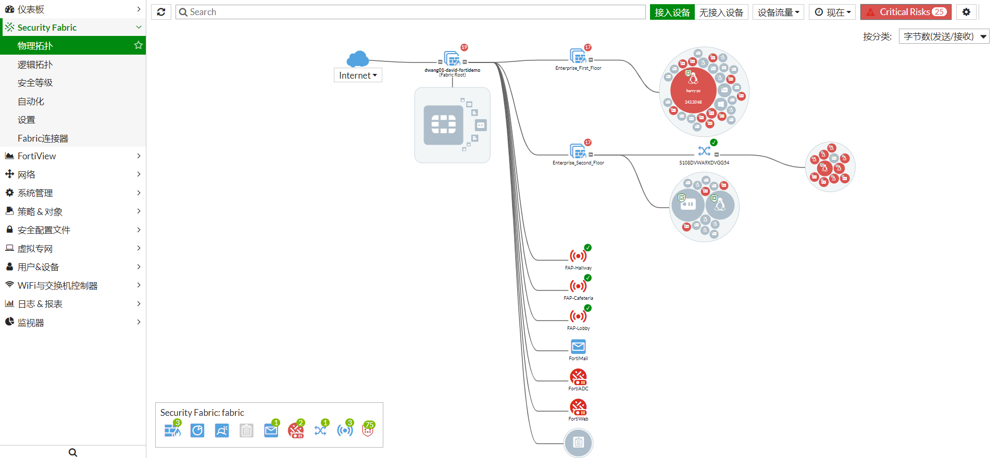 仪表板
Security Fabric
物理拓扑
逻辑拓扑
安全等级
自动化
设置
Fabric连接器
FortiView
网络
系统管理
策略 & 对象
安全配置文件
虚拟专网
用户&设备
WiFi与交换机控制器
日志 & 报表
监视器
Search
接入设备
无接入设备
设备流量
现在
Critical Risks 25
按分类:
字节数(发送/接收)
Internet
19
dwang01-david-fortidemo
(Fabric Root)
17
Enterprise_First_Floor
harry-pc
243.30 kB
17
Enterprise_Second_Floor
S108DVWA9XDVGG54
FAP-Hallway
FAP-Cafeteria
FAP-Lobby
FortiMail
FortiADC
FortiWeb
Security Fabric: fabric
3
1
2
1
3
75